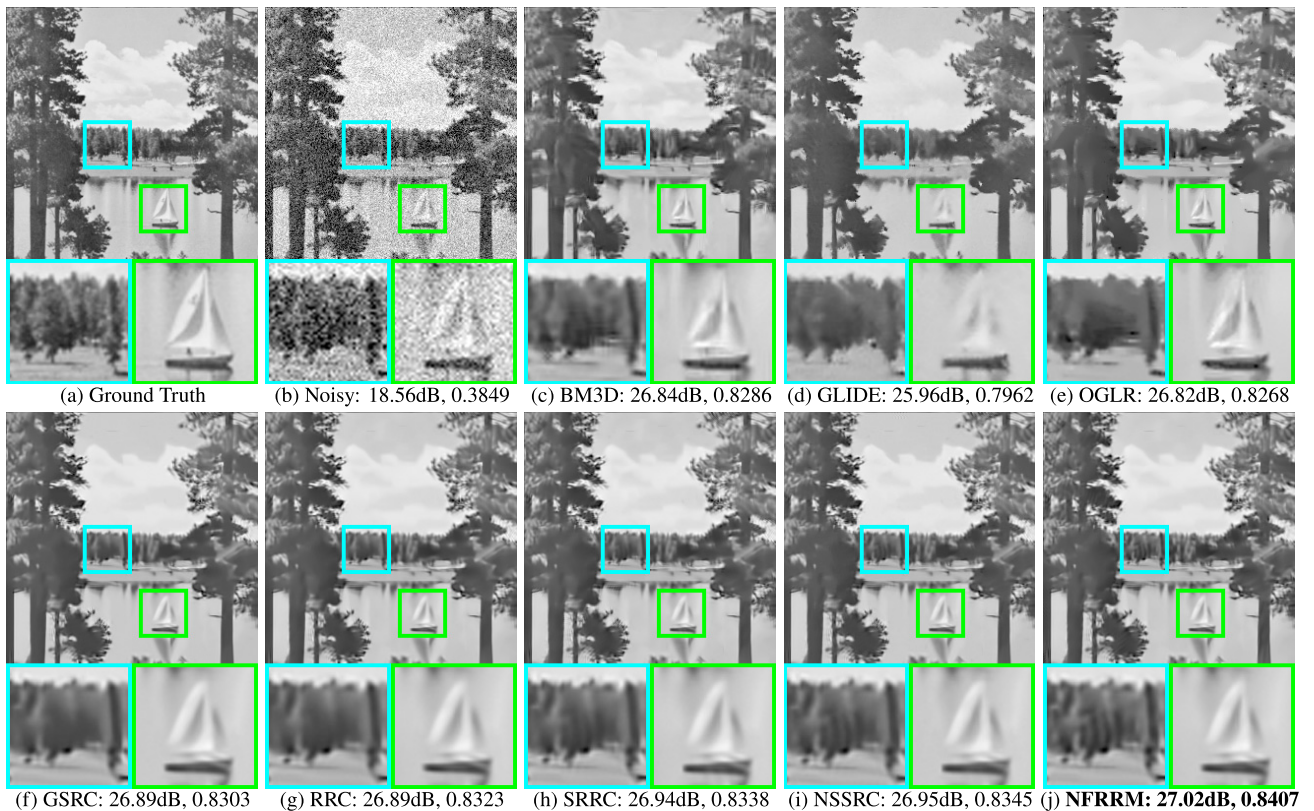 (a) Ground Truth
(b) Noisy: 18.56dB, 0.3849
(c) BM3D: 26.84dB, 0.8286
(d) GLIDE: 25.96dB, 0.7962
(e) OGLR: 26.82dB, 0.8268
(f) GSRC: 26.89dB, 0.8303
(g) RRC: 26.89dB, 0.8323
(h) SRRC: 26.94dB, 0.8338
(i) NSSRC: 26.95dB, 0.8345
(j) NFRRM: 27.02dB, 0.8407